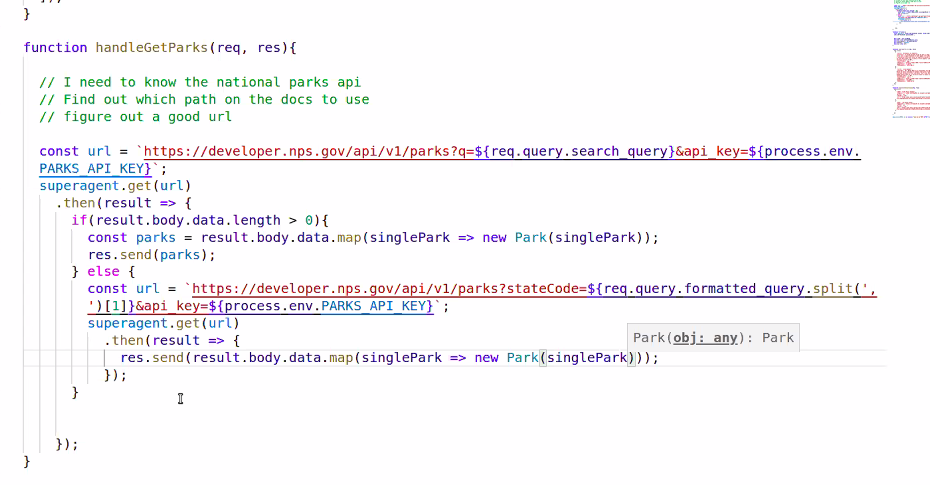 }
function handleGetParks(req, res){
// I need to know the national parks api
// Find out which path on the docs to use
// figure out a good url
const url = `https://developer.nps.gov/api/v1/parks?q=${req.query.search_query}&api_key=${process.env.
PARKS_API_KEY}`;
superagent.get(url)
.then(result => {
if(result.body.data.length > 0){
const parks = result.body.data.map(singlePark => new Park(singlePark));
res.send(parks);
} else {
const url = `https://developer.nps.gov/api/v1/parks?stateCode=${req.query.formatted_query.split(',
')[1]}&api_key=${process.env.PARKS_API_KEY}`;
superagent.get(url)
.then(result => {
Park(obj: any): Park
res.send(result.body.data.map(singlePark => new Park(singlePark)));
});
}
});
}